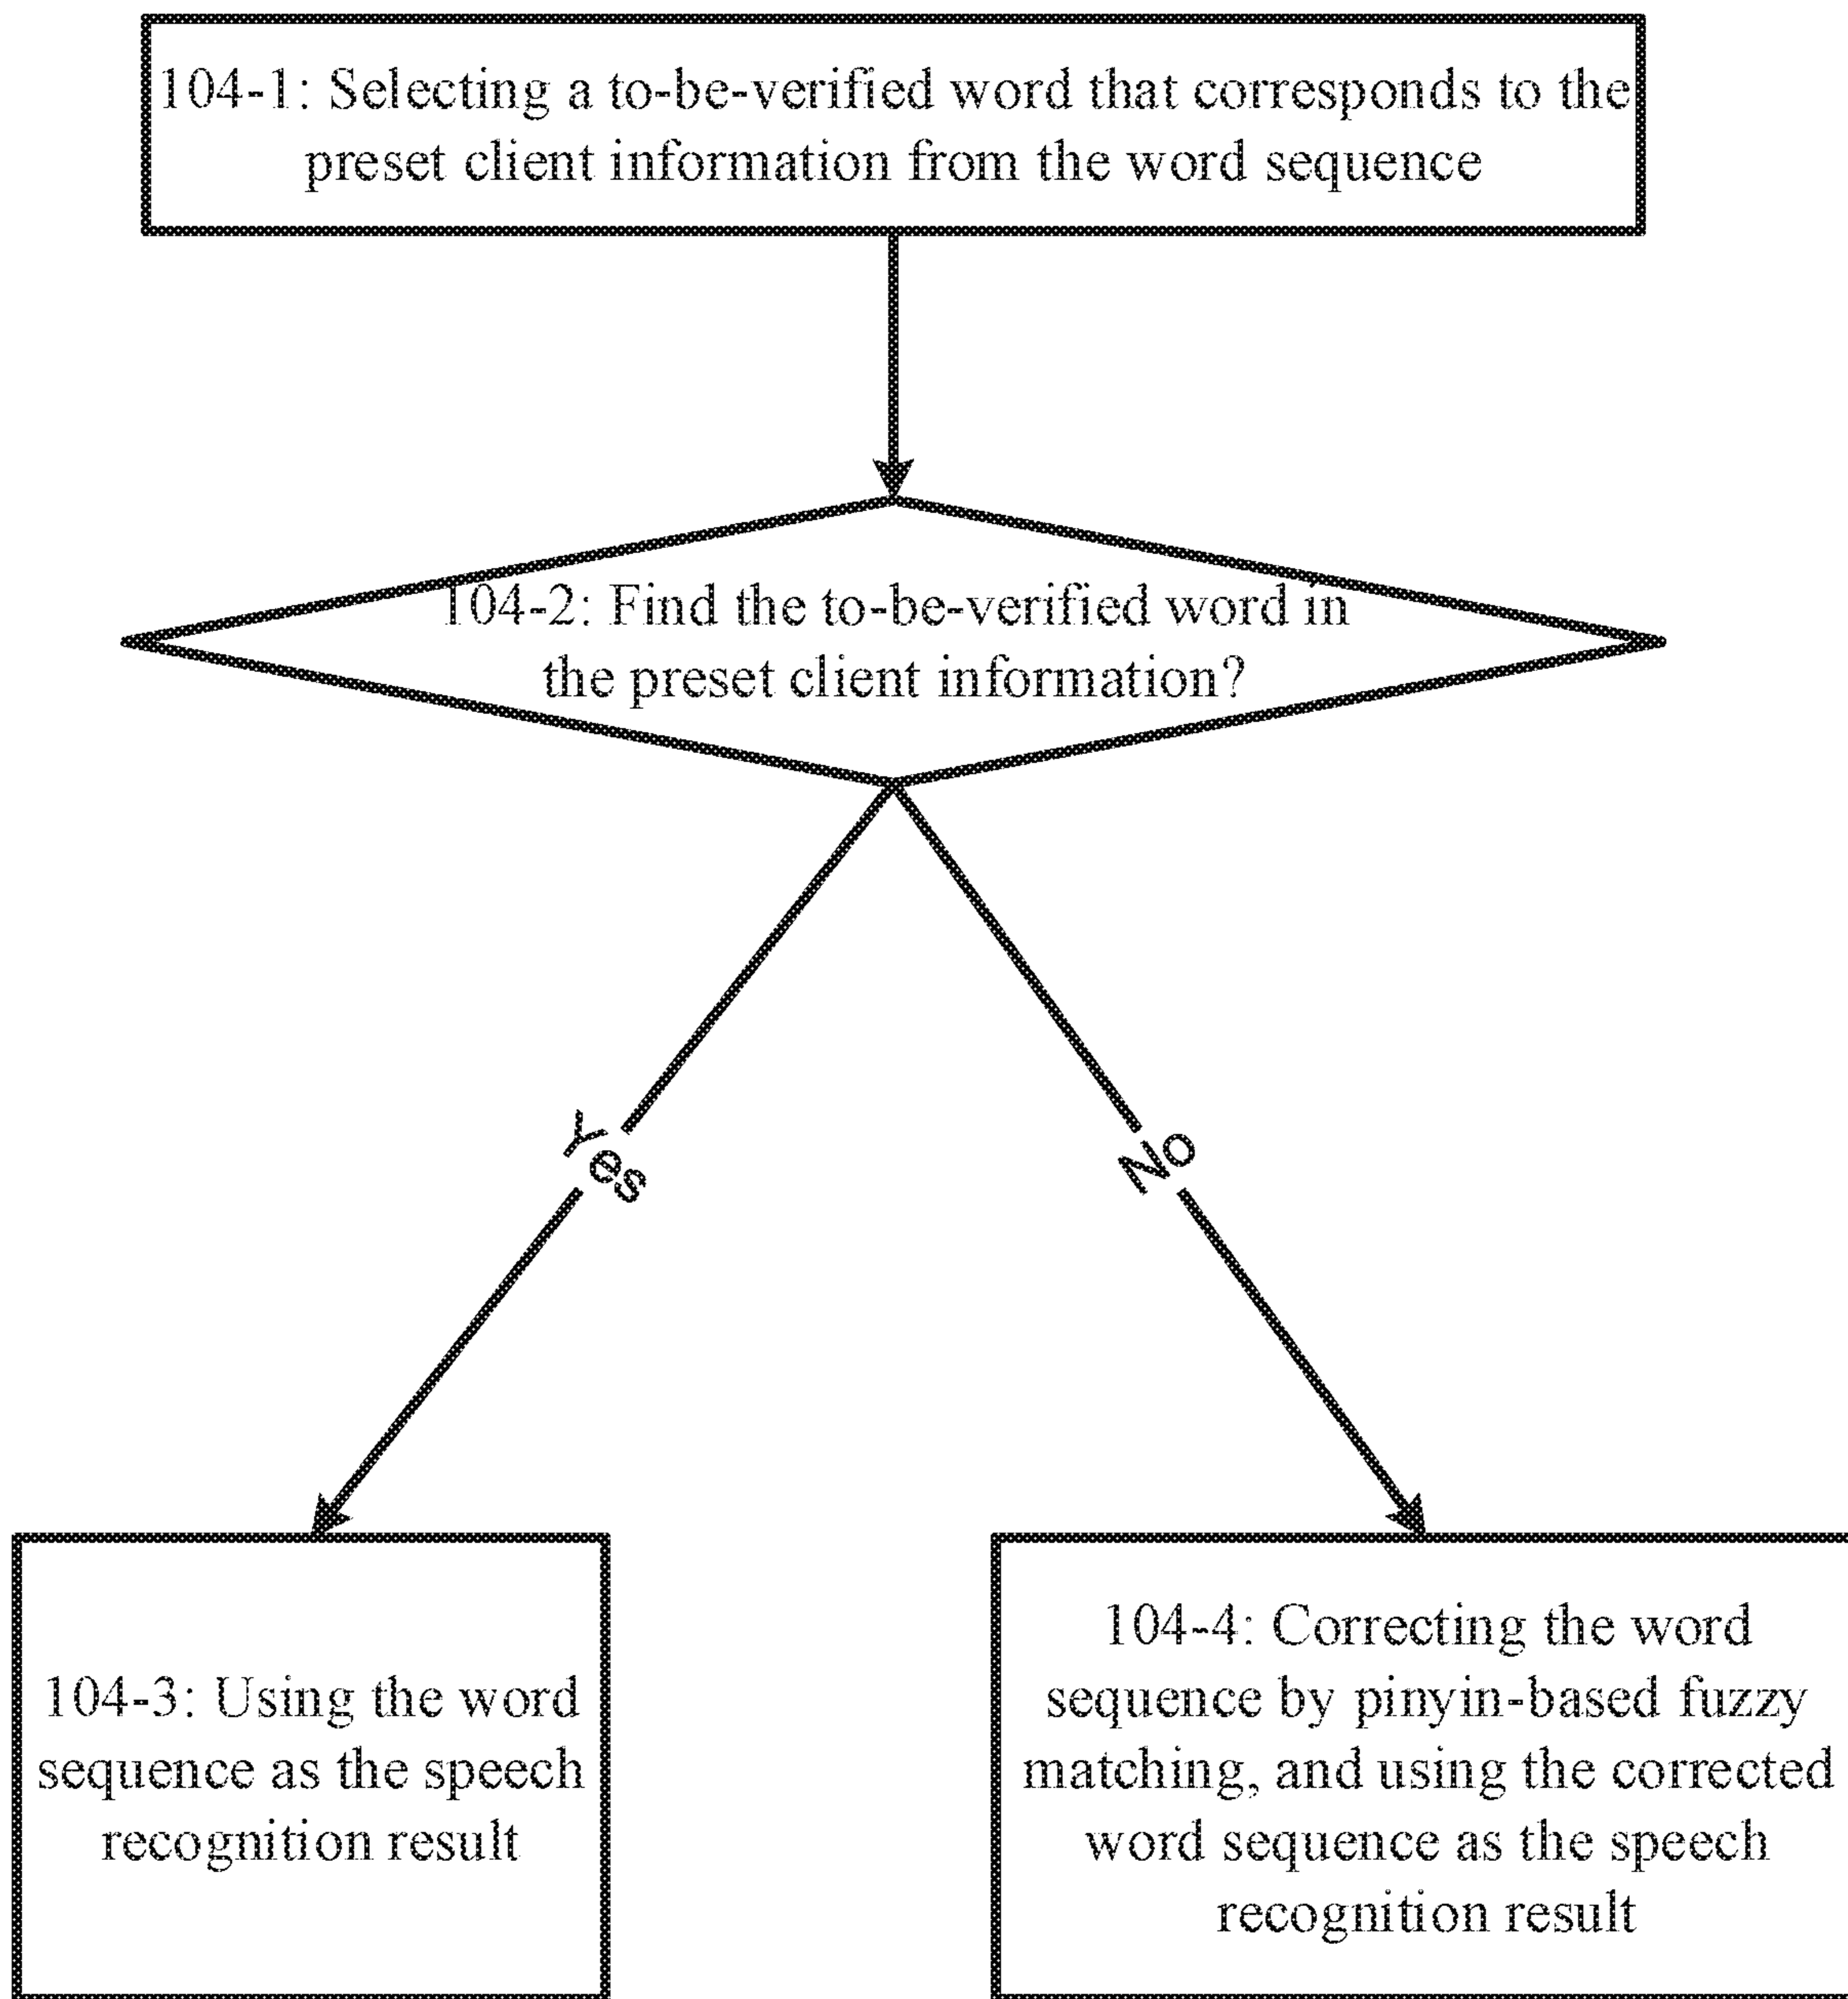 104-1: Selecting a to-be-verified word that corresponds to the
preset client information from the word sequence
104-2: Find the to-be-verified word in
the preset client information?
Yes
No
104-3: Using the word
sequence as the speech
recognition result
104-4: Correcting the word
sequence by pinyin-based fuzzy
matching, and using the corrected
word sequence as the speech
recognition result